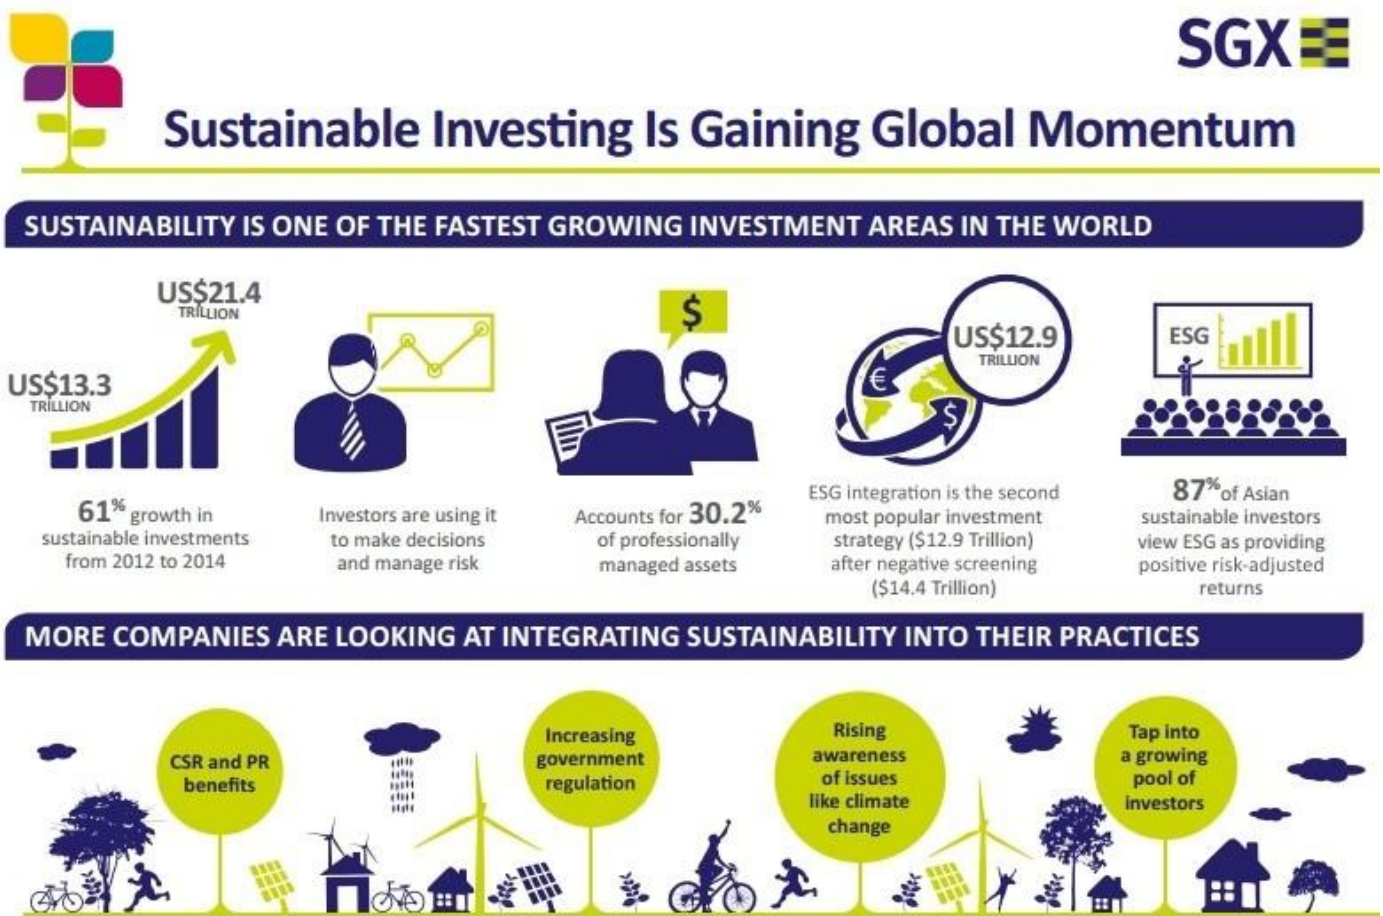 SGX
Sustainable Investing Is Gaining Global Momentum
SUSTAINABILITY IS ONE OF THE FASTEST GROWING INVESTMENT AREAS IN THE WORLD
US$13.3
TRILLION
US$21.4
TRILLION
61% growth in
sustainable investments
from 2012 to 2014
Investors are using it
to make decisions
and manage risk
$
Accounts for 30.2%
of professionally
managed assets
US$12.9
TRILLION
€
$
ESG integration is the second
most popular investment
strategy ($12.9 Trillion)
after negative screening
($14.4 Trillion)
ESG
87% of Asian
sustainable investors
view ESG as providing
positive risk-adjusted
returns
MORE COMPANIES ARE LOOKING AT INTEGRATING SUSTAINABILITY INTO THEIR PRACTICES
CSR and PR
benefits
Increasing
government
regulation
Rising
awareness
of issues
like climate
change
Tap into
a growing
pool of
investors